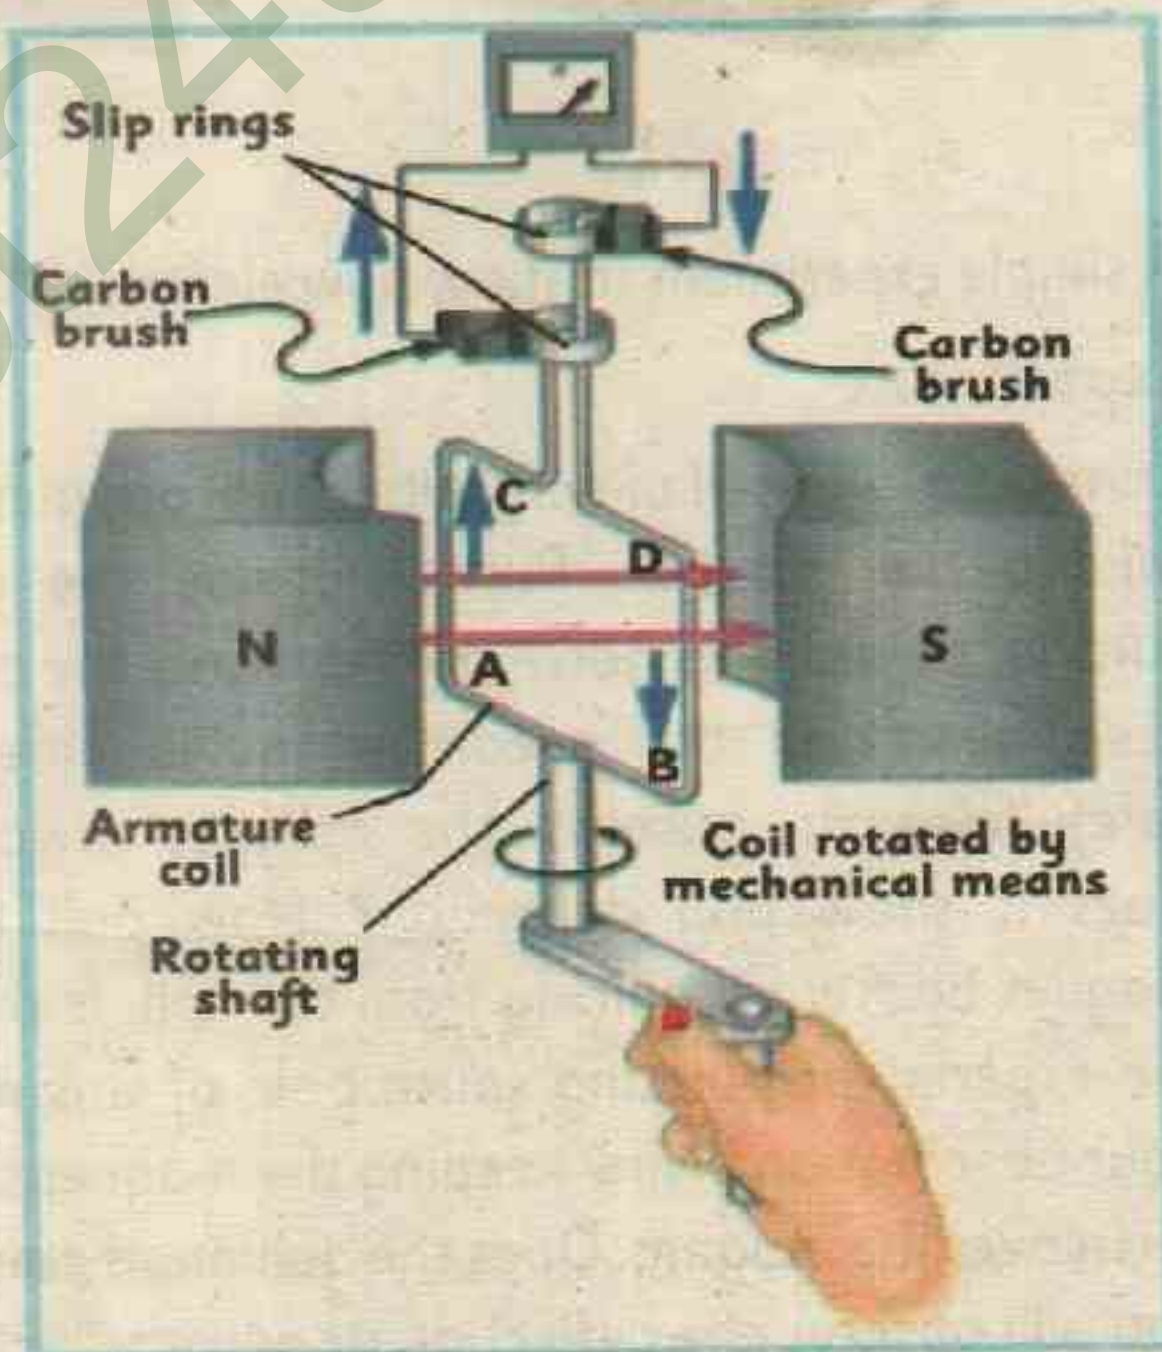 Slip rings
Carbon
brush
Carbon
brush
C
D
N
S
A
B
Armature
coil
Coil rotated by
mechanical means
Rotating
shaft